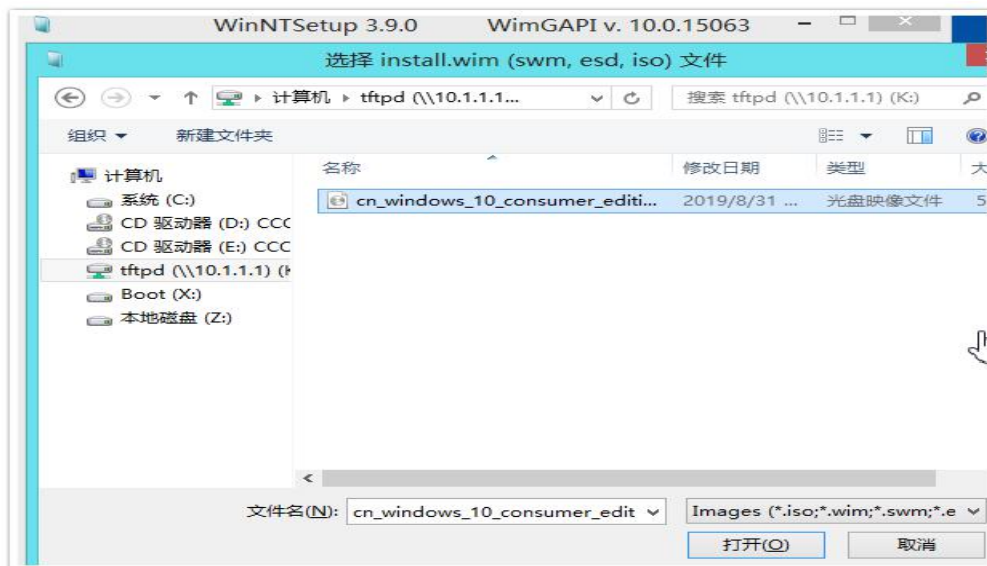 WinNTSetup 3.9.0 WimGAPI v. 10.0.15063
选择 install.wim (swm, esd, iso) 文件
计算机 tftpd (\\10.1.1.1... 搜索 tftpd (\\10.1.1.1) (K:)
组织 新建文件夹
名称 修改日期 类型 大
cn_windows_10_consumer_editi... 2019/8/31 ... 光盘映像文件 5
计算机
系统 (C:)
CD 驱动器 (D:) CCC
CD 驱动器 (E:) CCC
tftpd (\\10.1.1.1) (K
Boot (X:)
本地磁盘 (Z:)
文件名(N): cn_windows_10_consumer_edit Images (*.iso;*.wim;*.swm;*.e
打开(O) 取消